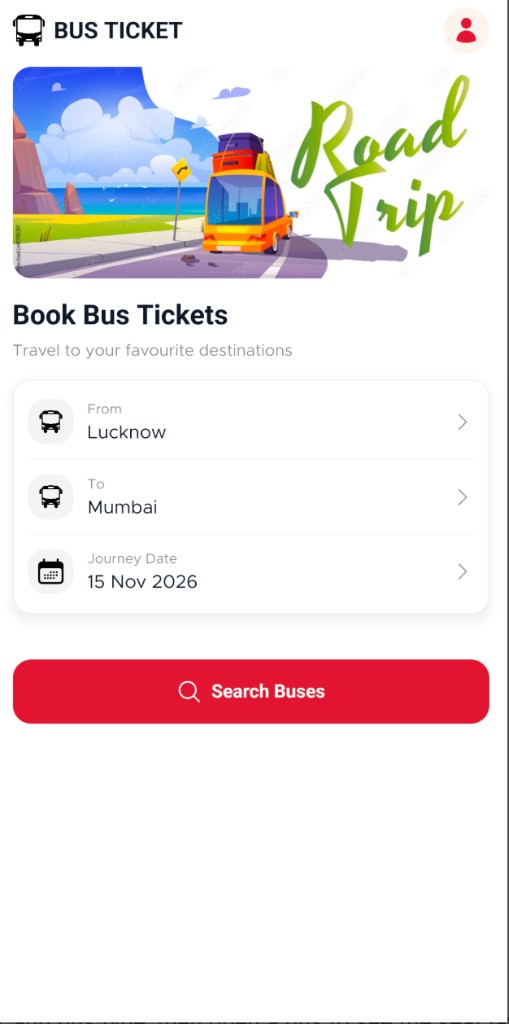 BUS TICKET
Road
Trip
Book Bus Tickets
Travel to your favourite destinations
From
Lucknow
To
Mumbai
Journey Date
15 Nov 2026
Search Buses